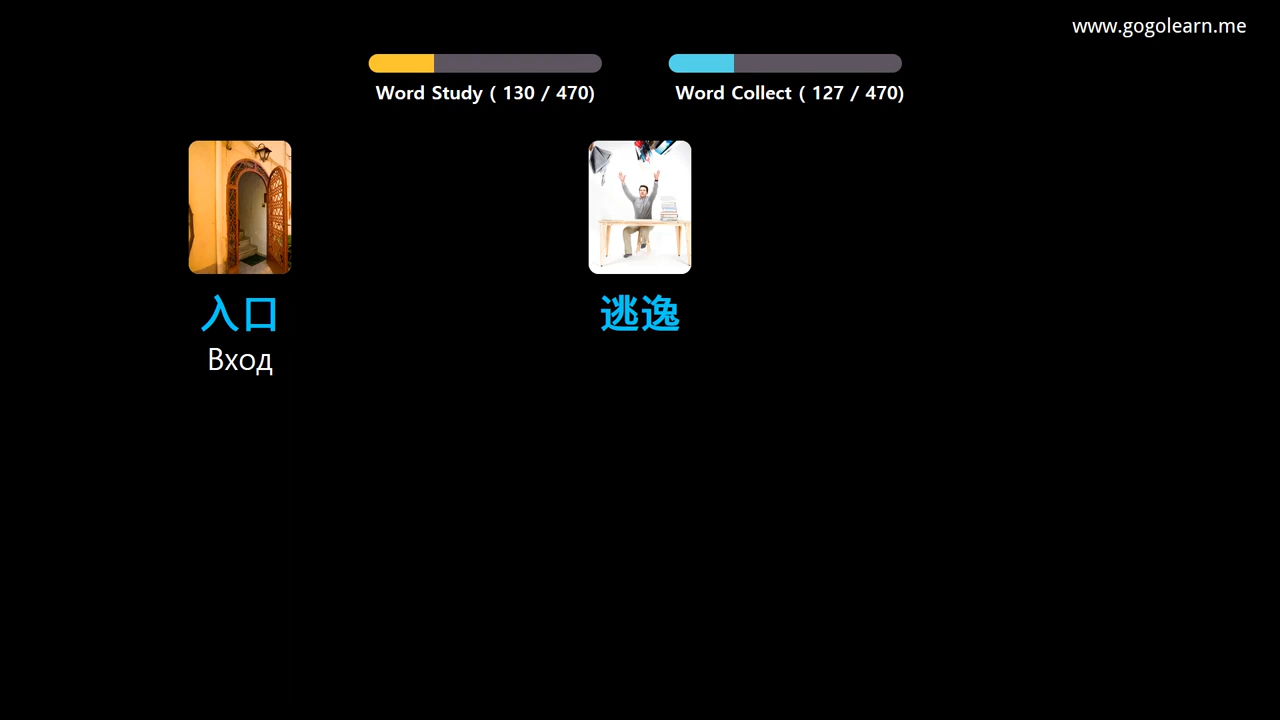 www.gogolearn.me
Word Study ( 130 / 470)
Word Collect ( 127 / 470)
入口
Вход
逃逸